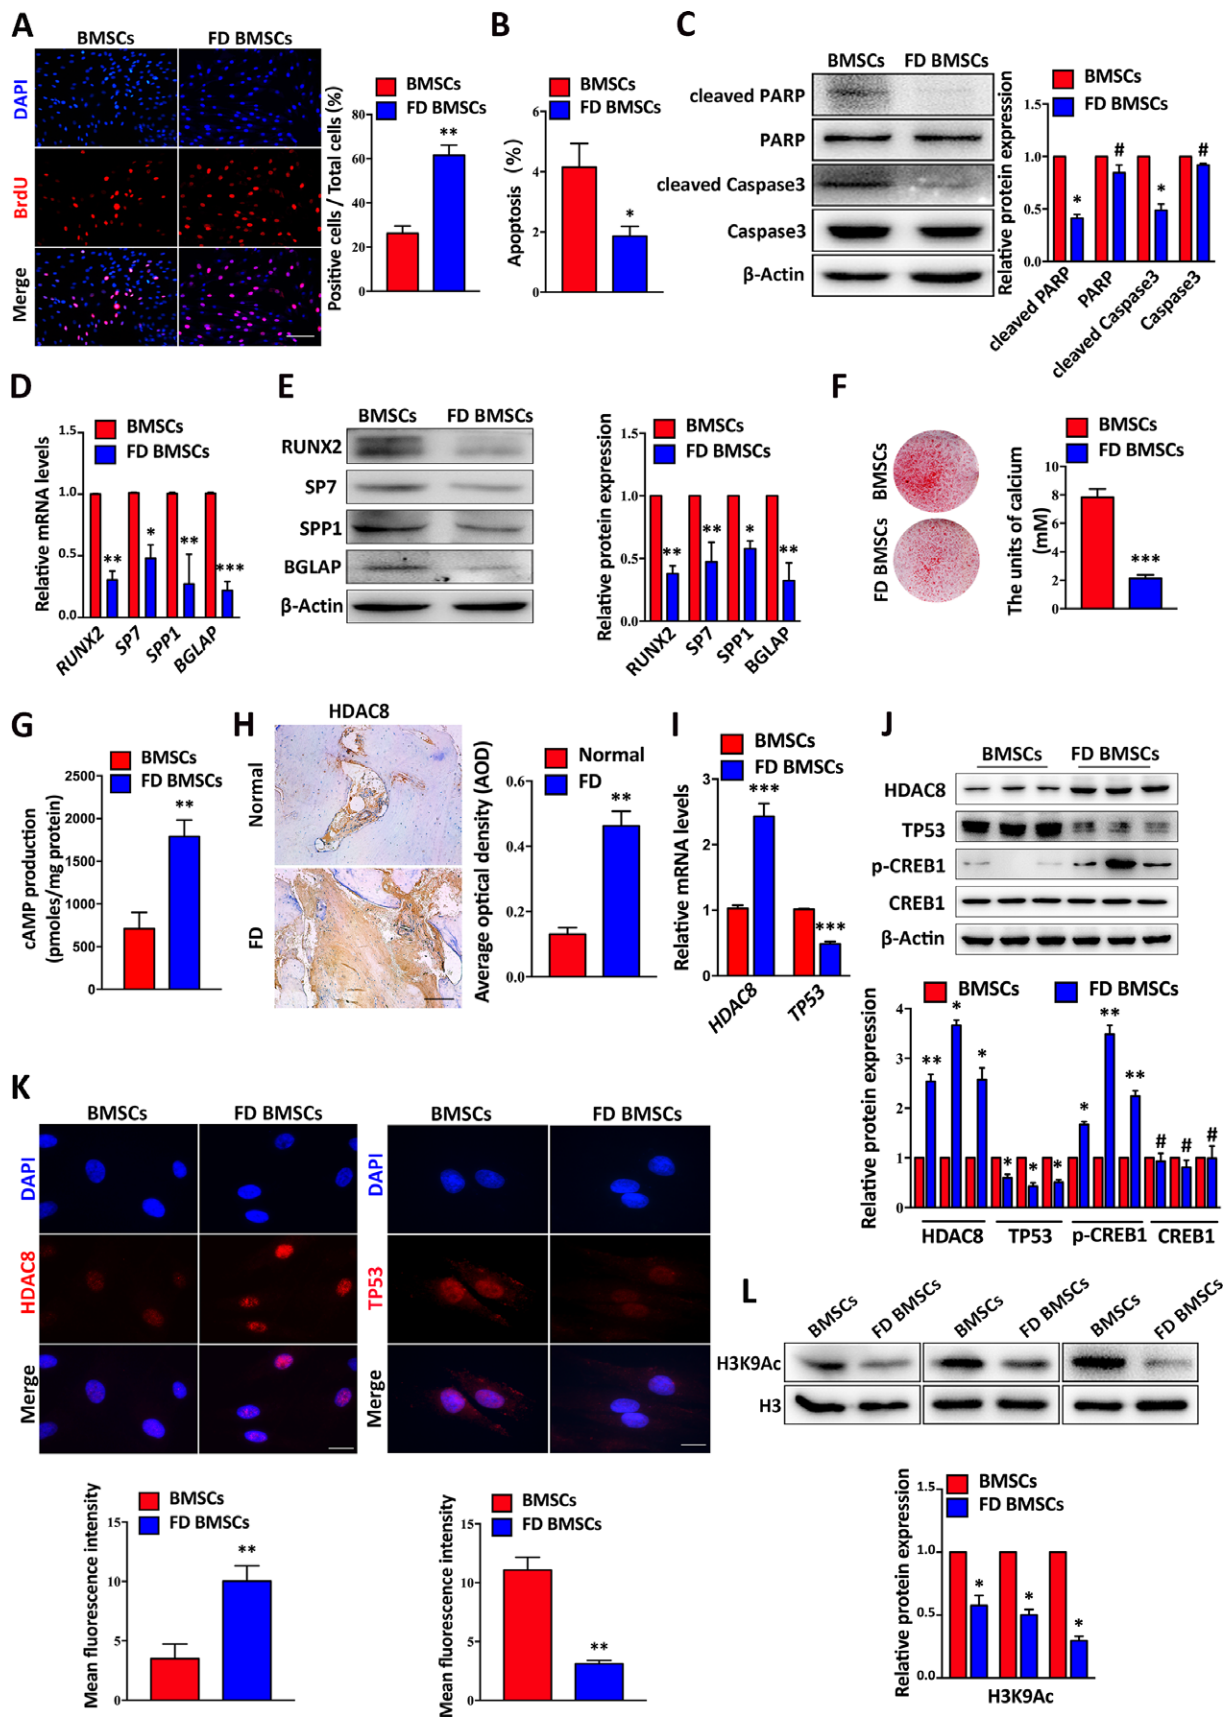 A
BMSCs
FD BMSCs
DAPI
BrdU
Merge
Positive cells / Total cells (%)
BMSCs
FD BMSCs
80
60
40
20
0
**
B
BMSCs
FD BMSCs
Apoptosis (%)
6
4
2
0
*
C
BMSCs
FD BMSCs
cleaved PARP
PARP
cleaved Caspase3
Caspase3
β-Actin
BMSCs
FD BMSCs
Relative protein expression
1.5
1.0
0.5
0.0
* # * #
cleaved PARP
PARP
cleaved Caspase3
Caspase3
D
BMSCs
FD BMSCs
Relative mRNA levels
1.5
1.0
0.5
0.0
** * ** ***
RUNX2
SP7
SPP1
BGLAP
E
BMSCs
FD BMSCs
RUNX2
SP7
SPP1
BGLAP
β-Actin
BMSCs
FD BMSCs
Relative protein expression
1.5
1.0
0.5
0.0
** ** * **
RUNX2
SP7
SPP1
BGLAP
F
BMSCs
FD BMSCs
BMSCs
FD BMSCs
The units of calcium
(mM)
8
6
4
2
0
***
G
BMSCs
FD BMSCs
cAMP production
(pmoles/mg protein)
2500
2000
1500
1000
500
0
**
H
HDAC8
Normal
FD
Normal
FD
Average optical density (AOD)
0.6
0.4
0.2
0.0
**
I
BMSCs
FD BMSCs
Relative mRNA levels
3
2
1
0
*** ***
HDAC8
TP53
J
BMSCs
FD BMSCs
HDAC8
TP53
p-CREB1
CREB1
β-Actin
BMSCs
FD BMSCs
Relative protein expression
4
3
2
1
0
** * * * * * * ** ** # # #
HDAC8
TP53
p-CREB1
CREB1
K
BMSCs
FD BMSCs
DAPI
HDAC8
Merge
BMSCs
FD BMSCs
DAPI
TP53
Merge
BMSCs
FD BMSCs
Mean fluorescence intensity
15
10
5
0
**
BMSCs
FD BMSCs
Mean fluorescence intensity
15
10
5
0
**
L
BMSCs
FD BMSCs
BMSCs
FD BMSCs
BMSCs
FD BMSCs
H3K9Ac
H3
BMSCs
FD BMSCs
Relative protein expression
1.5
1.0
0.5
0.0
* * *
H3K9Ac